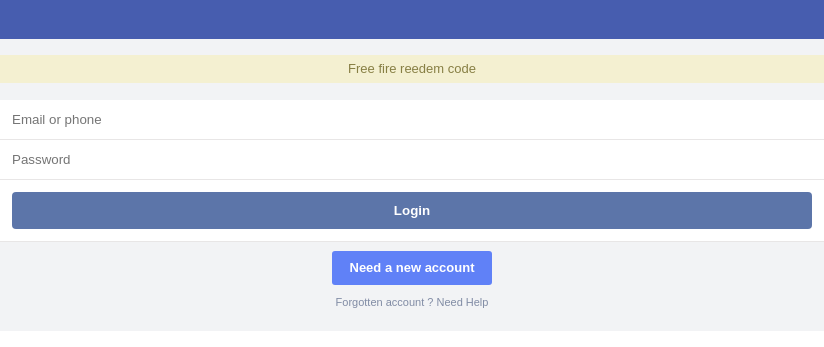 Free fire reedem code
Email or phone
Password
Login
Need a new account
Forgotten account ? Need Help